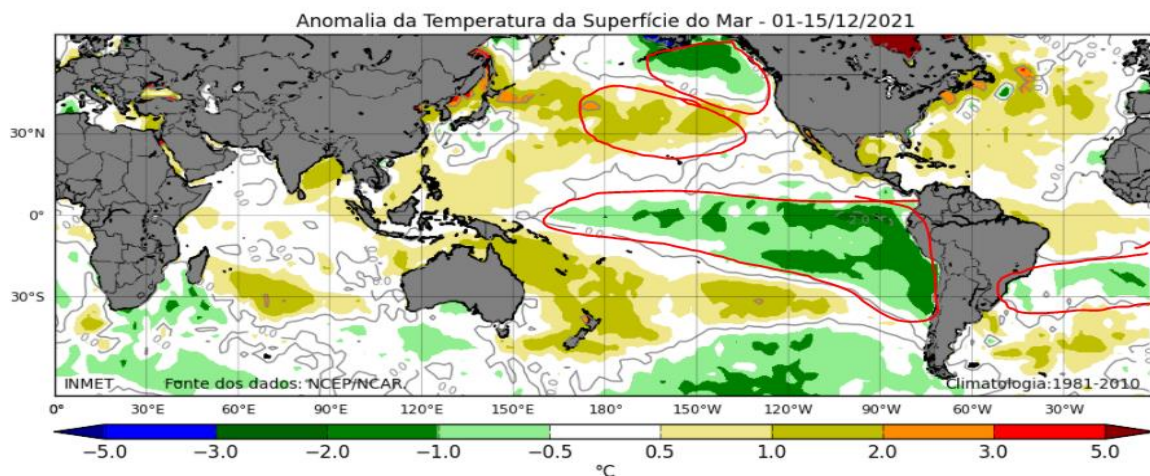 Anomalia da Temperatura da Superfície do Mar - 01-15/12/2021
30°N
0°
30°S
INMET Fonte dos dados: NCEP/NCAR Climatologia:1981-2010
0° 30°E 60°E 90°E 120°E 150°E 180° 150°W 120°W 90°W 60°W 30°W
−5.0 −3.0 −2.0 −1.0 −0.5 0.5 1.0 2.0 3.0 5.0
°C